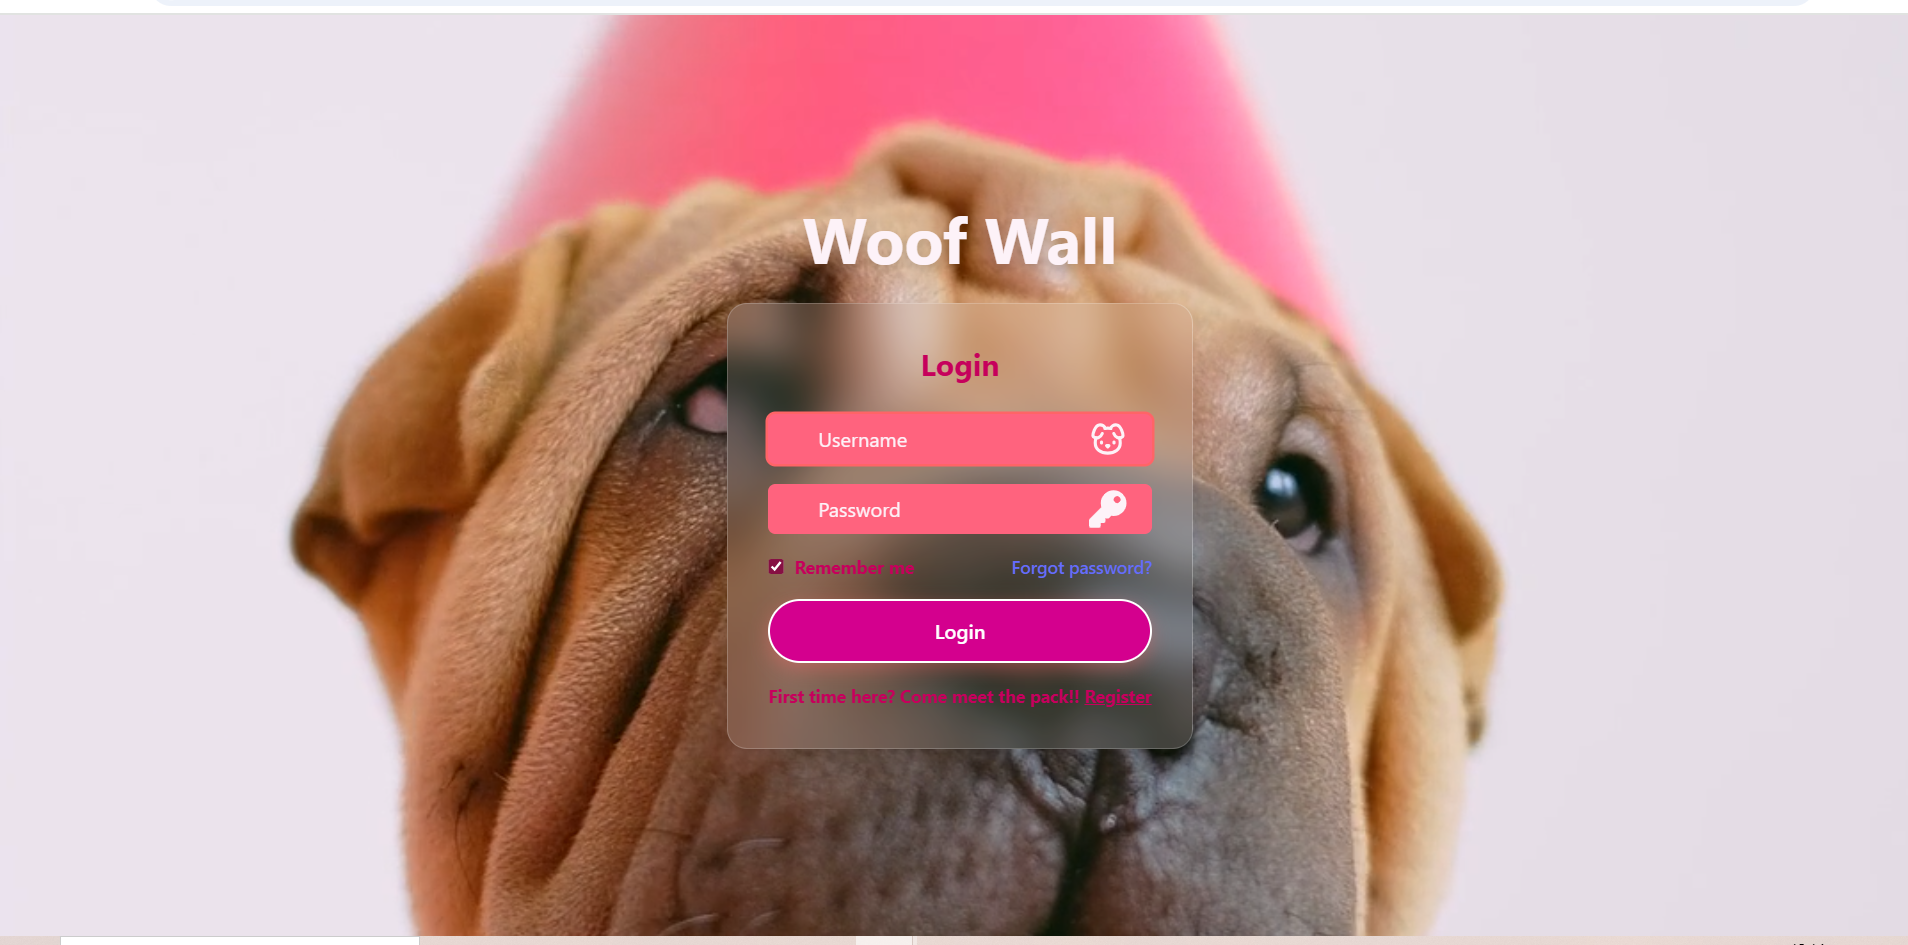 Woof Wall
Login
Username
Password
Remember me Forgot password?
Login
First time here? Come meet the pack!! Register